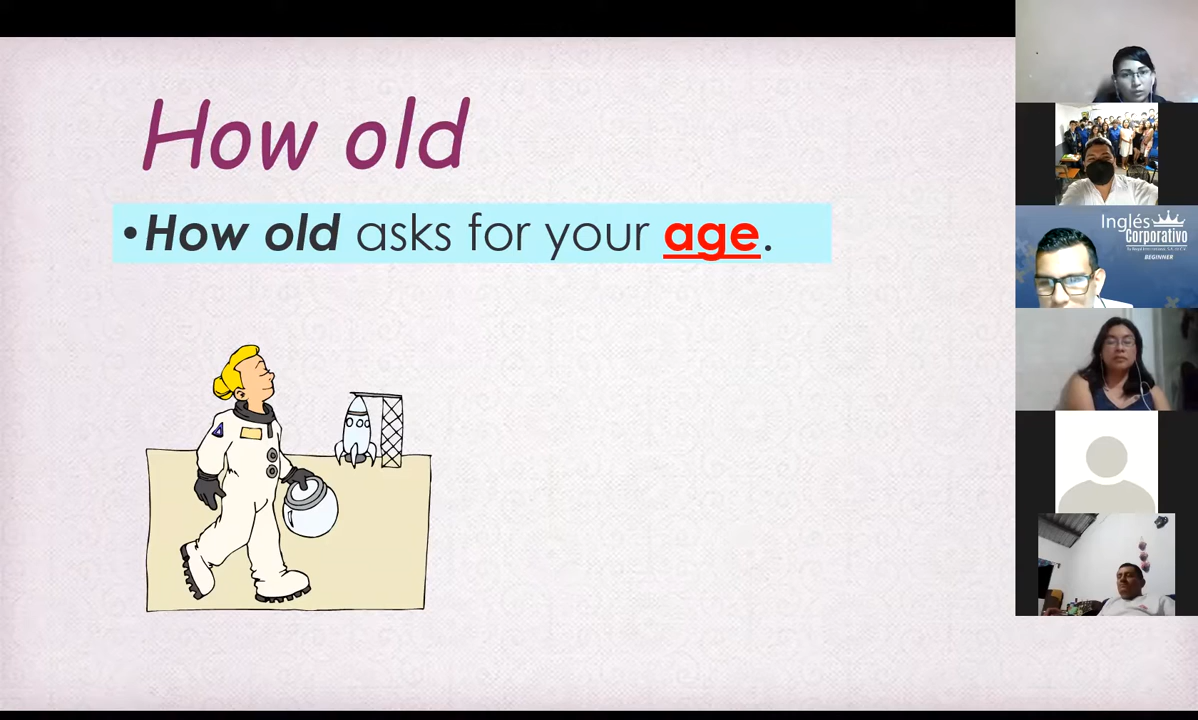 How old
•How old asks for your age.
Inglés
Corporativo
BEGINNER